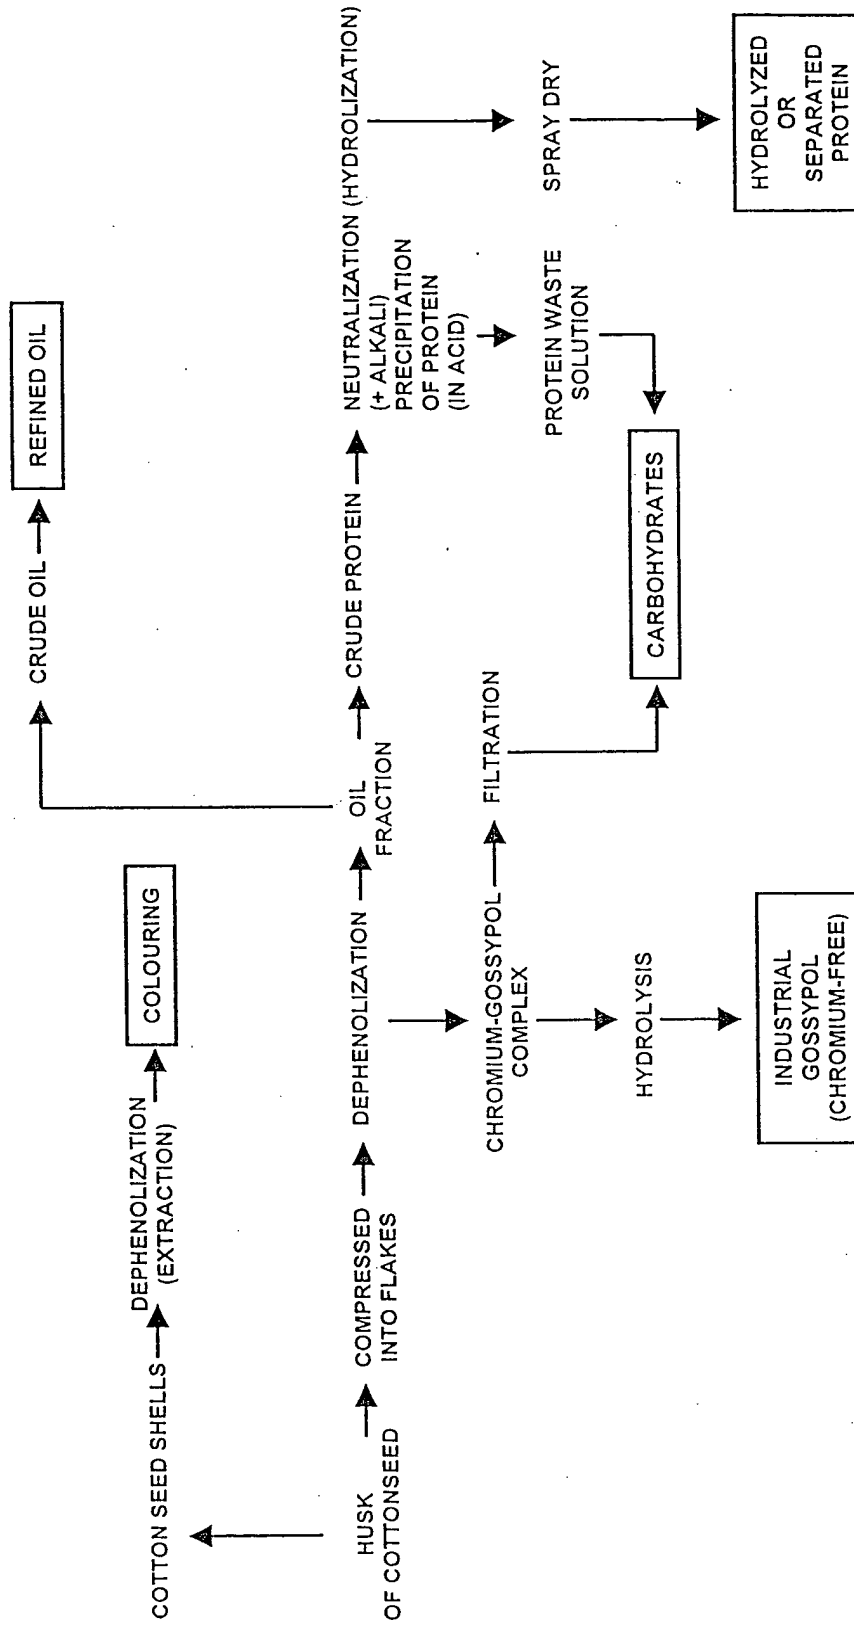 COTTON SEED SHELLS
DEPHENOLIZATION
(EXTRACTION)
COLOURING
CRUDE OIL
REFINED OIL
HUSK
OF COTTONSEED
COMPRESSED
INTO FLAKES
DEPHENOLIZATION
OIL
FRACTION
CRUDE PROTEIN
NEUTRALIZATION (HYDROLIZATION)
(+ ALKALI)
PRECIPITATION
OF PROTEIN
(IN ACID)
CHROMIUM-GOSSYPOL
COMPLEX
FILTRATION
PROTEIN WASTE
SOLUTION
SPRAY DRY
HYDROLYSIS
CARBOHYDRATES
INDUSTRIAL
GOSSYPOL
(CHROMIUM-FREE)
HYDROLYZED
OR
SEPARATED
PROTEIN